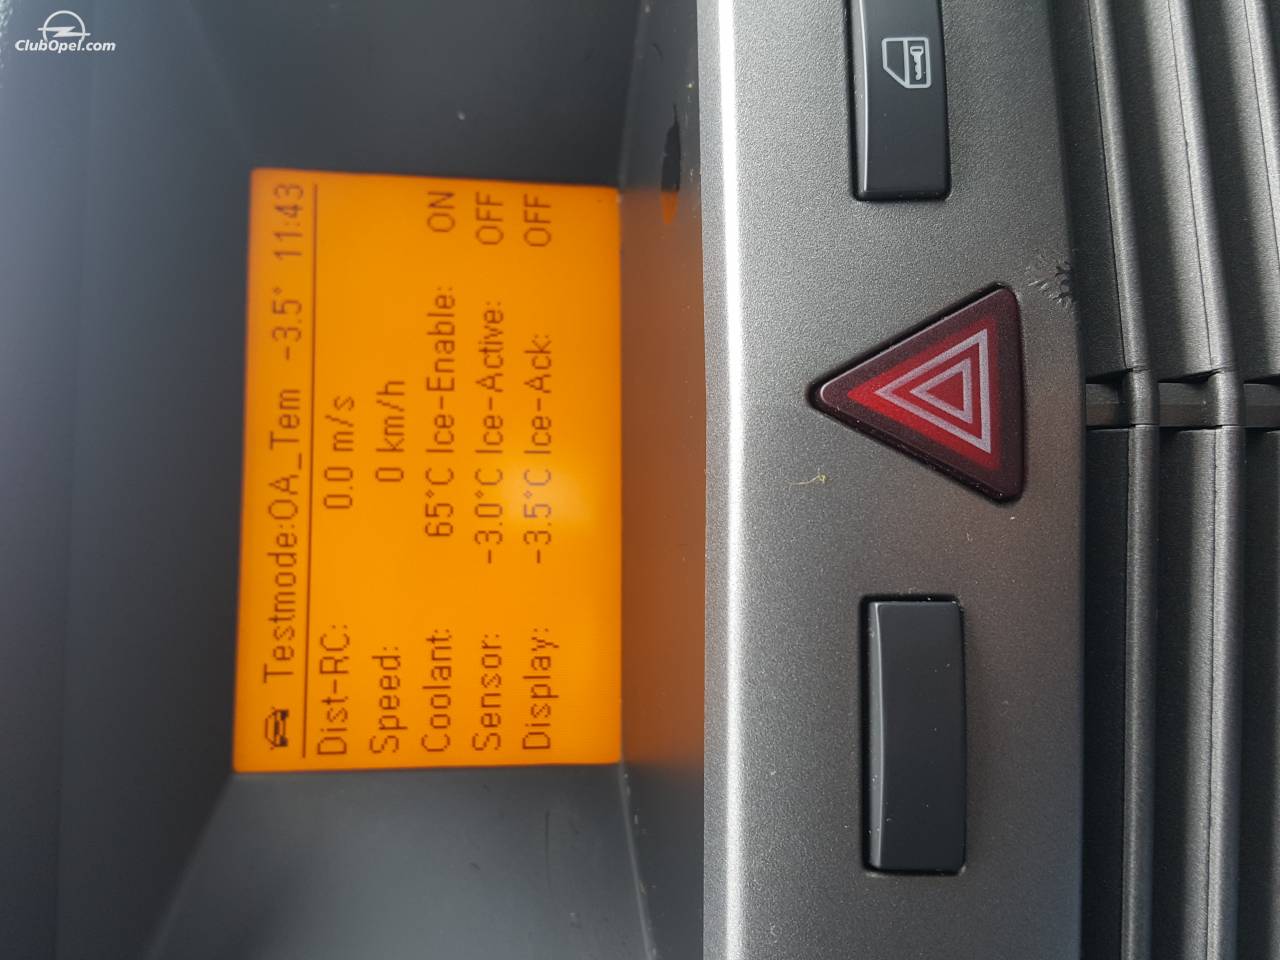 ClubOpel.com
Testmode:OA_Tem -3.5° 11:43
Dist-RC: 0.0 m/s
Speed: 0 km/h
Coolant: 65°C Ice-Enable: ON
Sensor: -3.0°C Ice-Active: OFF
Display: -3.5°C Ice-Ack: OFF